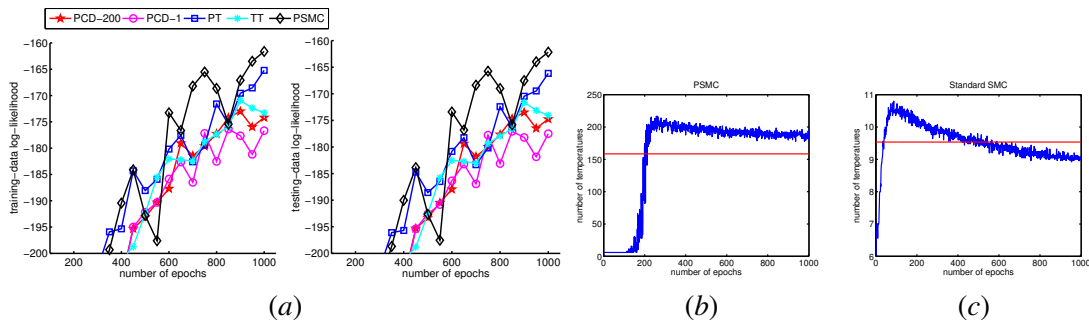 PCD−200 PCD−1 PT TT PSMC
−160
−165
−170
−175
−180
−185
−190
−195
−200
training−data log−likelihood
200 400 600 800 1000
number of epochs
−160
−165
−170
−175
−180
−185
−190
−195
−200
testing−data log−likelihood
200 400 600 800 1000
number of epochs
(a)
PSMC
250
200
150
100
50
0
number of temperatures
0 200 400 600 800 1000
number of epochs
(b)
Standard SMC
11
10
9
8
7
6
number of temperatures
0 200 400 600 800 1000
number of epochs
(c)